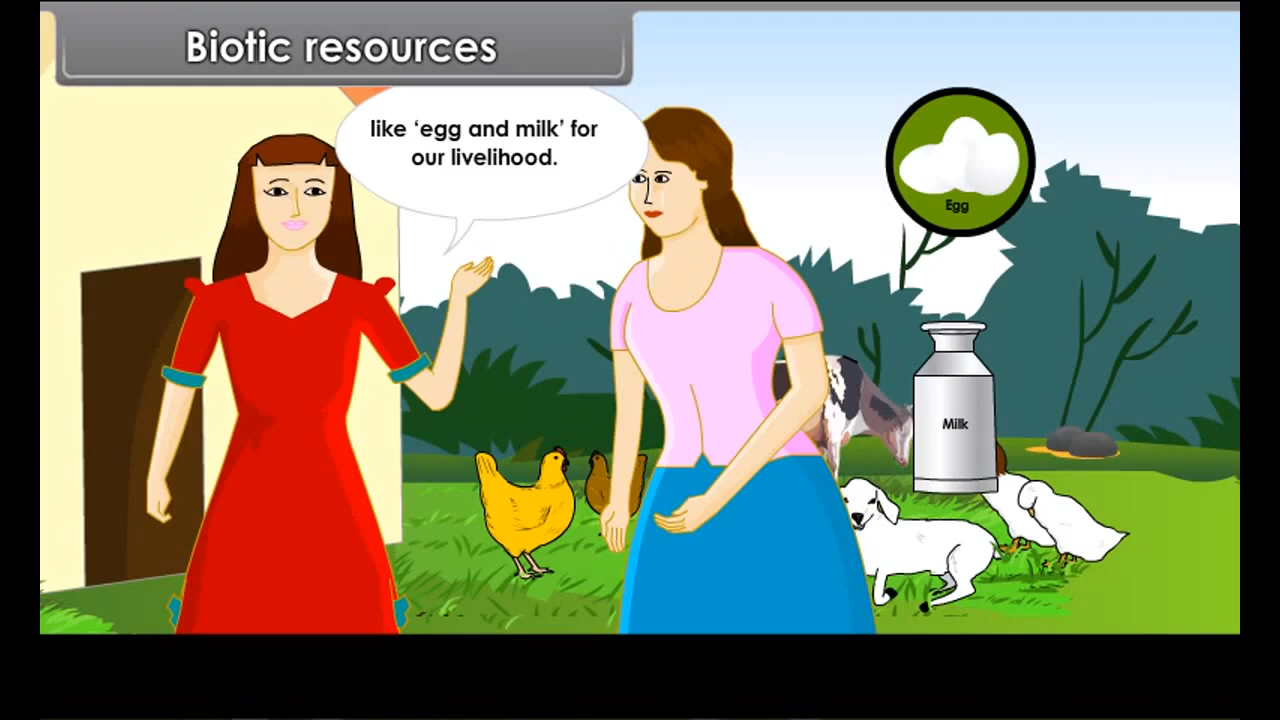 Biotic resources
like ‘egg and milk’ for
our livelihood.
Egg
Milk